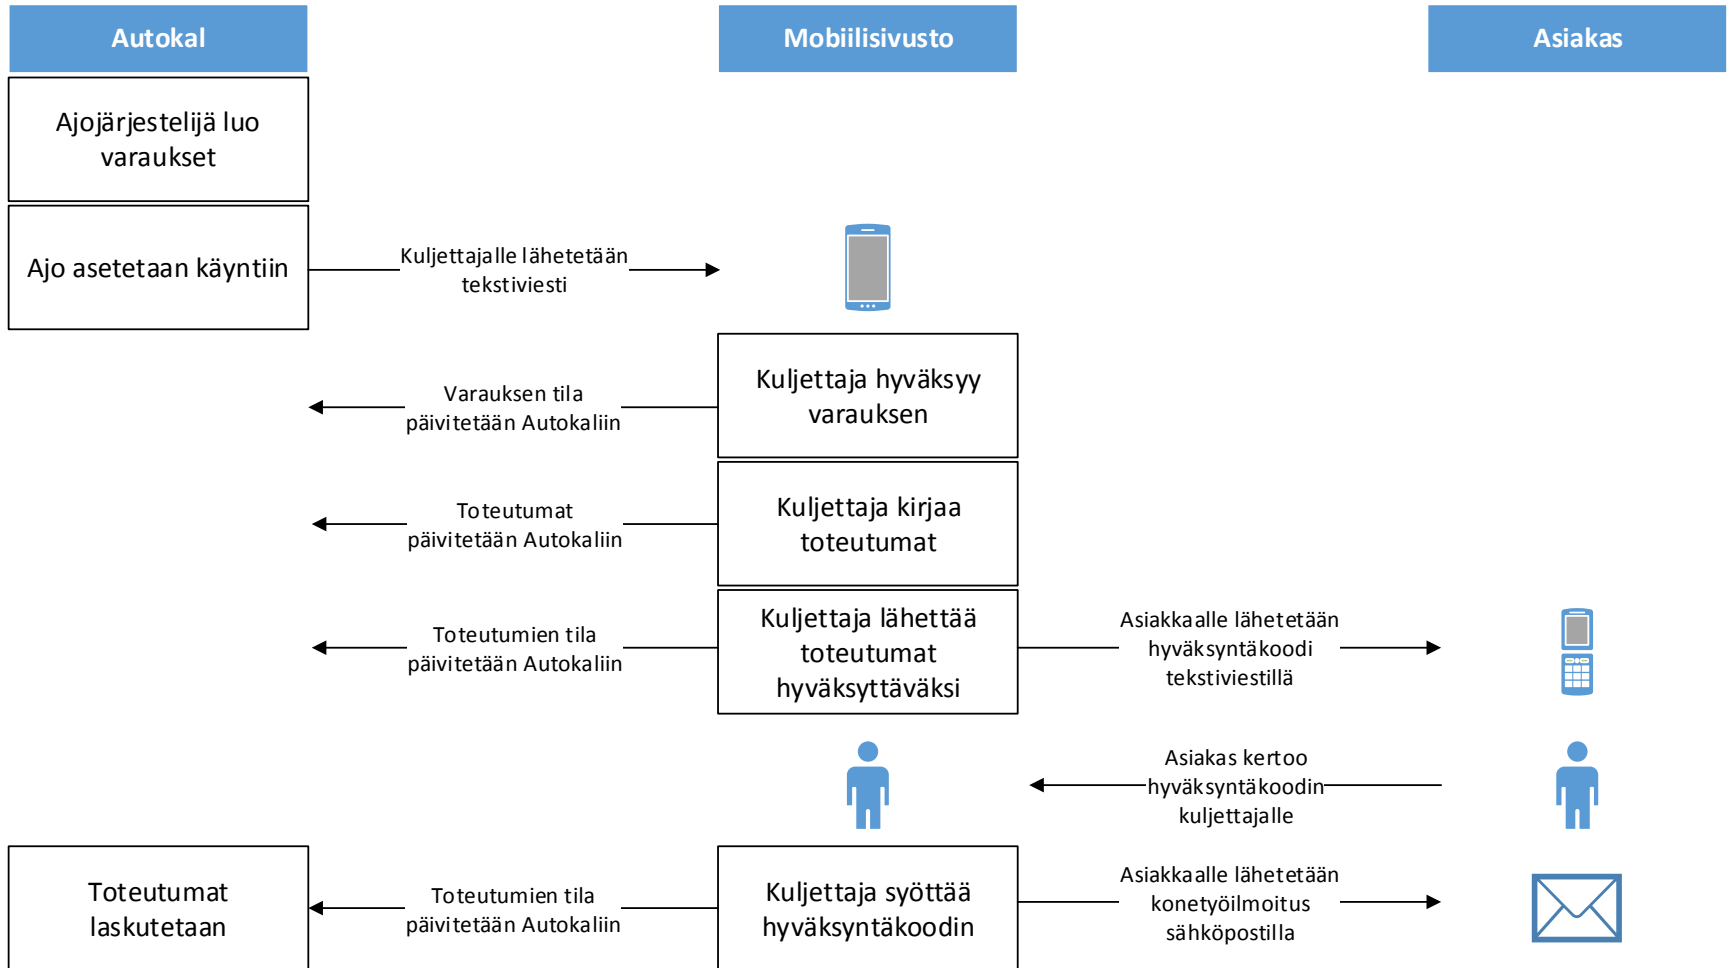 Autokal
Mobiilisivusto
Asiakas
Ajojärjestelijä luo
varaukset
Ajo asetetaan käyntiin
Kuljettajalle lähetetään
tekstiviesti
Kuljettaja hyväksyy
varauksen
Varauksen tila
päivitetään Autokaliin
Kuljettaja kirjaa
toteutumat
Toteutumat
päivitetään Autokaliin
Kuljettaja lähettää
toteutumat
hyväksyttäväksi
Toteutumien tila
päivitetään Autokaliin
Asiakkaalle lähetetään
hyväksyntäkoodi
tekstiviestillä
Asiakas kertoo
hyväksyntäkoodin
kuljettajalle
Kuljettaja syöttää
hyväksyntäkoodin
Toteutumien tila
päivitetään Autokaliin
Toteutumat
laskutetaan
Asiakkaalle lähetetään
konetyöilmoitus
sähköpostilla